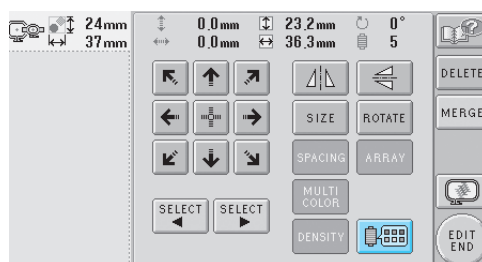 24mm 0.0mm 23.2mm 0°
37mm 0.0mm 36.3mm 5
DELETE
SIZE ROTATE MERGE
SPACING ARRAY
MULTI
COLOR
SELECT SELECT
DENSITY
EDIT
END